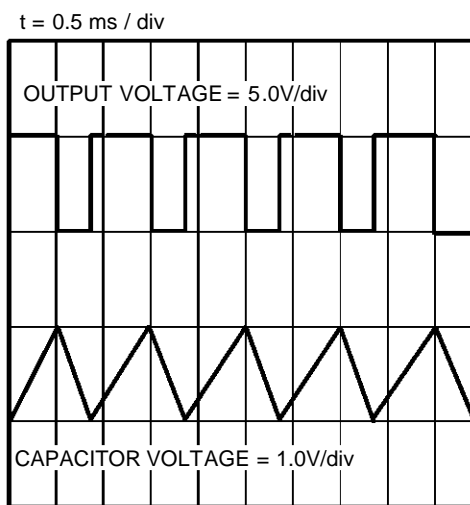 t = 0.5 ms / div
OUTPUT VOLTAGE = 5.0V/div
CAPACITOR VOLTAGE = 1.0V/div